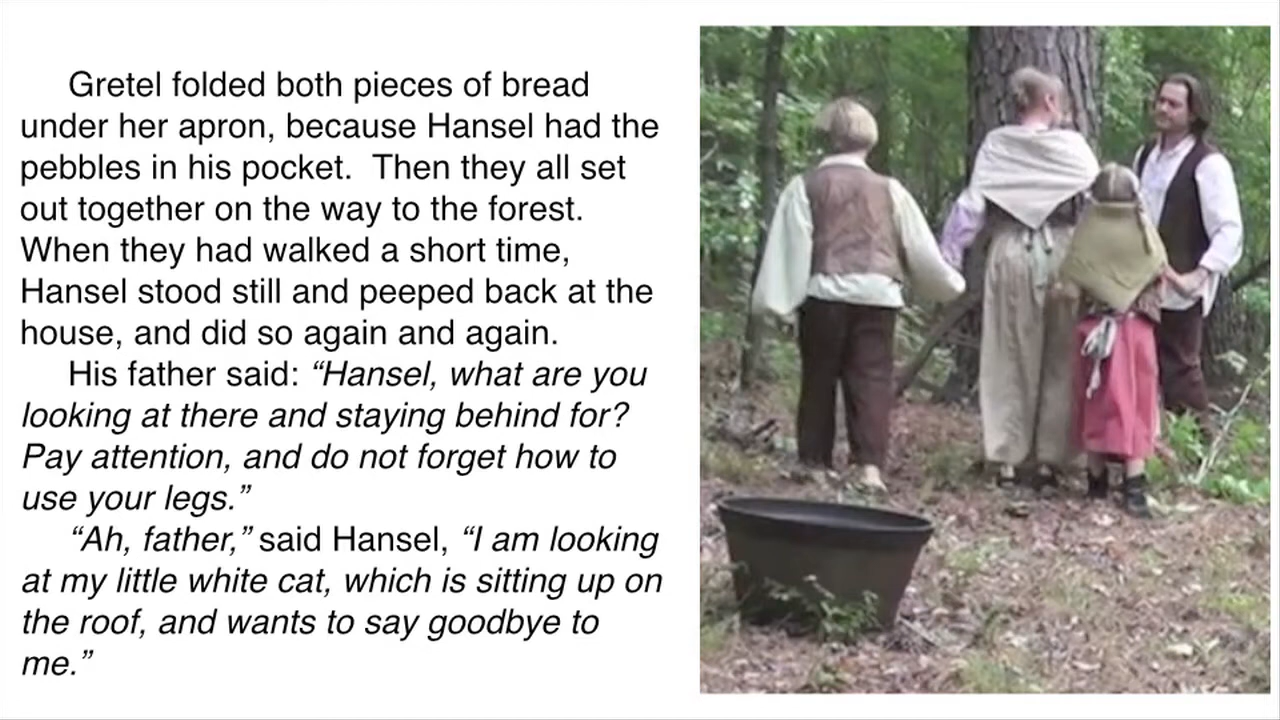 Gretel folded both pieces of bread
under her apron, because Hansel had the
pebbles in his pocket.  Then they all set
out together on the way to the forest.
When they had walked a short time,
Hansel stood still and peeped back at the
house, and did so again and again.
His father said: “Hansel, what are you
looking at there and staying behind for?
Pay attention, and do not forget how to
use your legs.”
“Ah, father,” said Hansel, “I am looking
at my little white cat, which is sitting up on
the roof, and wants to say goodbye to
me.”